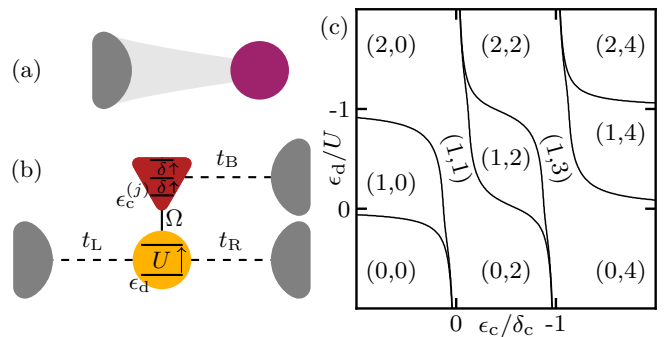 (a)
(b)
δ↑
δ↑
ϵ_c^(j)
t_B
Ω
t_L
U
t_R
ϵ_d
(c)
(2,0) (2,2) (2,4)
-1
(1,4)
ϵ_d/U
(1,1) (1,2) (1,3)
(1,0)
0
(0,0) (0,2) (0,4)
0 ϵ_c/δ_c -1